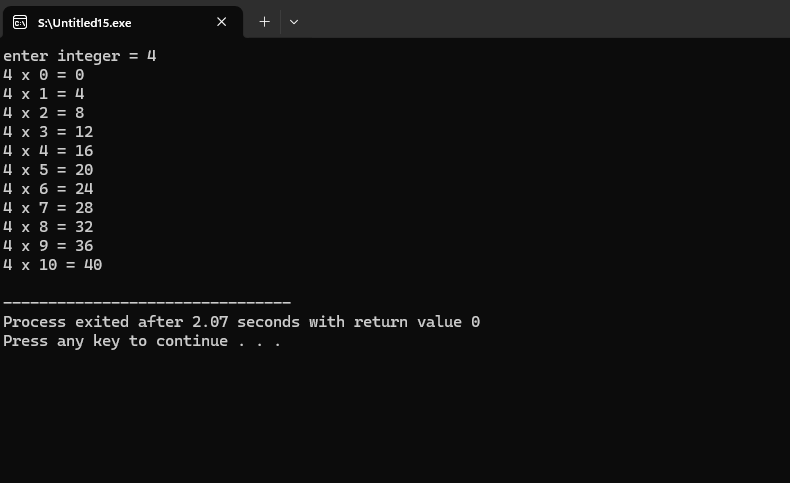 S:\Untitled15.exe
enter integer = 4
4 x 0 = 0
4 x 1 = 4
4 x 2 = 8
4 x 3 = 12
4 x 4 = 16
4 x 5 = 20
4 x 6 = 24
4 x 7 = 28
4 x 8 = 32
4 x 9 = 36
4 x 10 = 40
--------------------------------
Process exited after 2.07 seconds with return value 0
Press any key to continue . . .